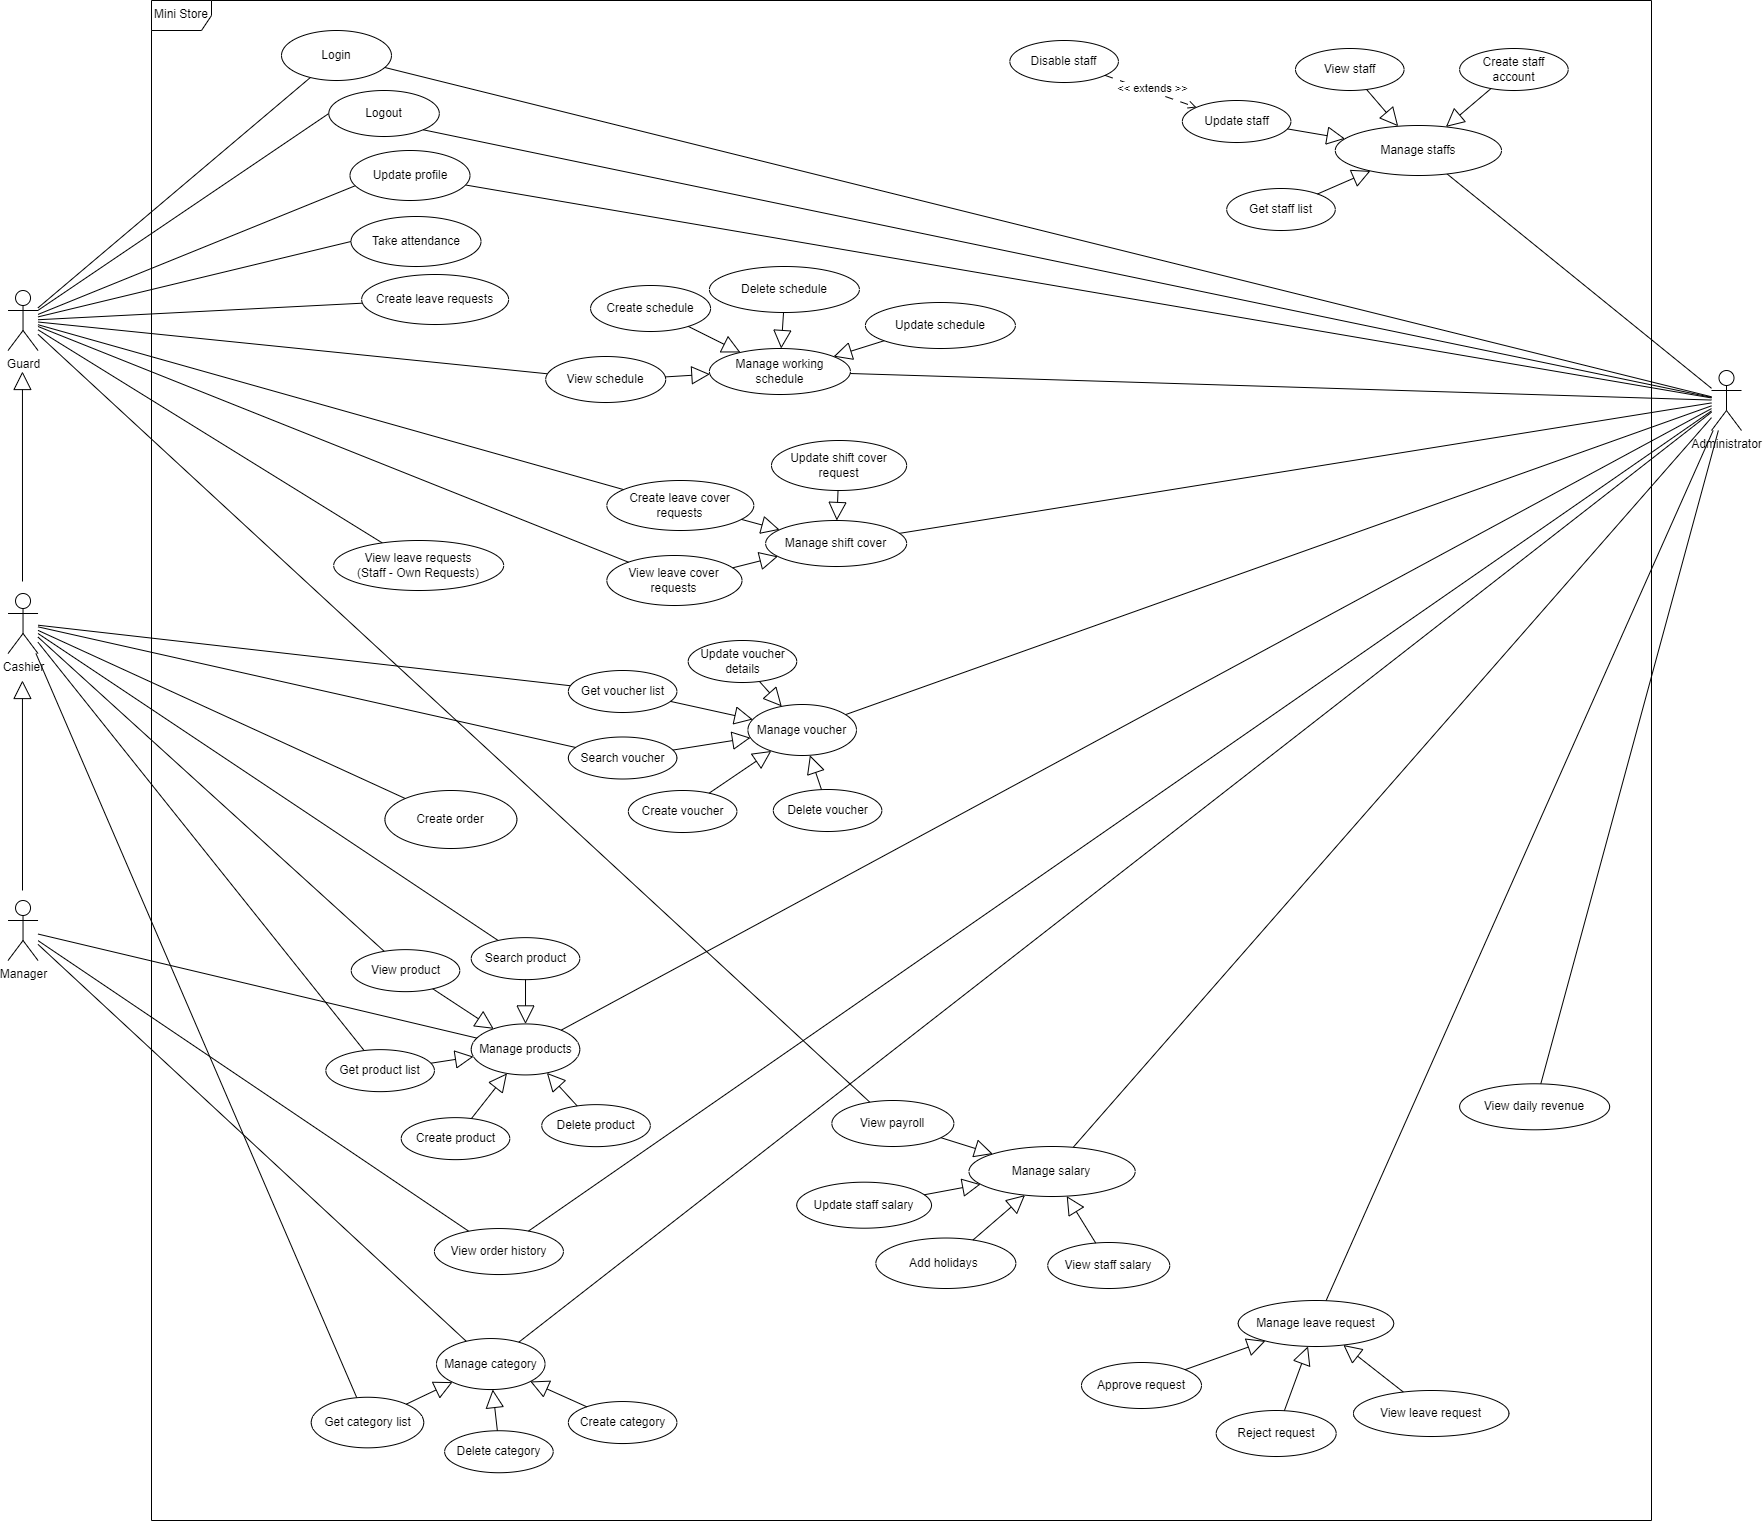 Mini Store
Login
Disable staff
View staff
Create staff
account
<< extends >>
Logout
Update staff
Manage staffs
Update profile
Get staff list
Take attendance
Create leave requests
Delete schedule
Create schedule
Update schedule
Guard
View schedule
Manage working
schedule
Administrator
Update shift cover
request
Create leave cover
requests
Manage shift cover
View leave requests
(Staff - Own Requests)
View leave cover
requests
Cashier
Update voucher
details
Get voucher list
Manage voucher
Search voucher
Create voucher
Delete voucher
Create order
Manager
View product
Search product
Manage products
Get product list
Create product
Delete product
View daily revenue
View payroll
Manage salary
Update staff salary
Add holidays
View staff salary
View order history
Manage leave request
Approve request
Reject request
View leave request
Manage category
Get category list
Delete category
Create category